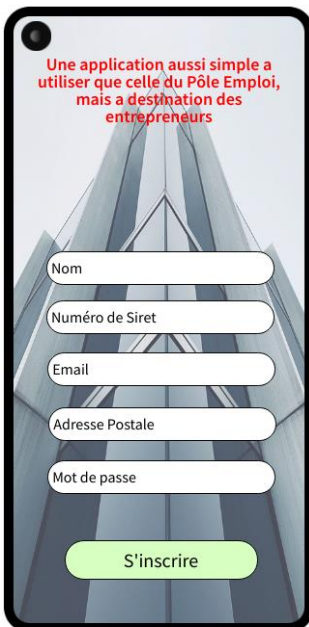 Une application aussi simple a
utiliser que celle du Pôle Emploi,
mais a destination des
entrepreneurs
Nom
Numéro de Siret
Email
Adresse Postale
Mot de passe
S'inscrire